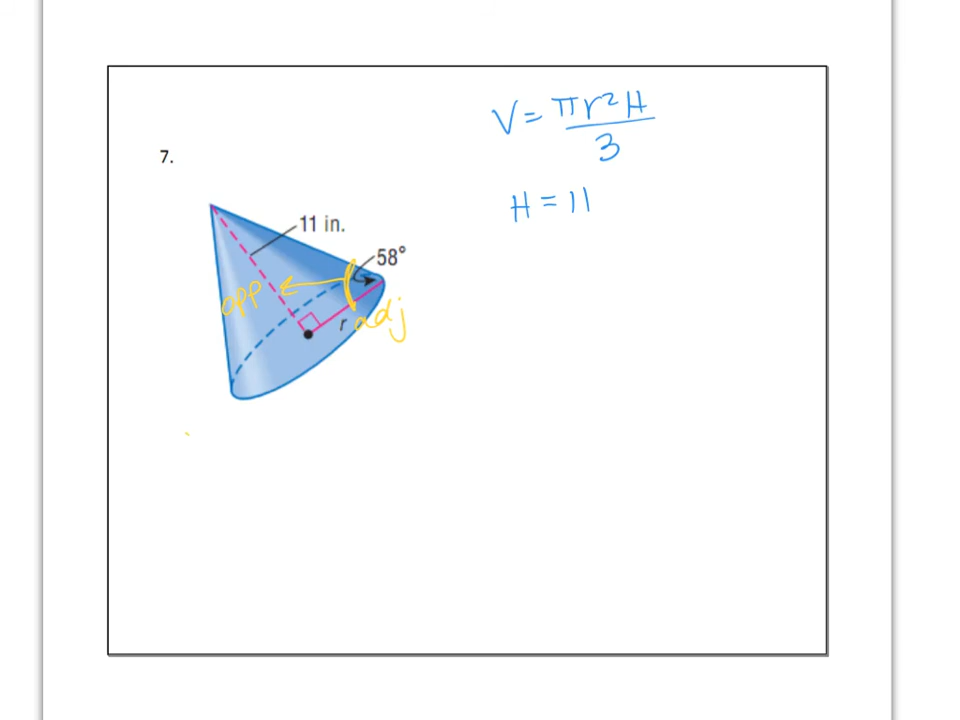 V = πr²H
3
7.
H = 11
11 in.
58°
opp
r
adj